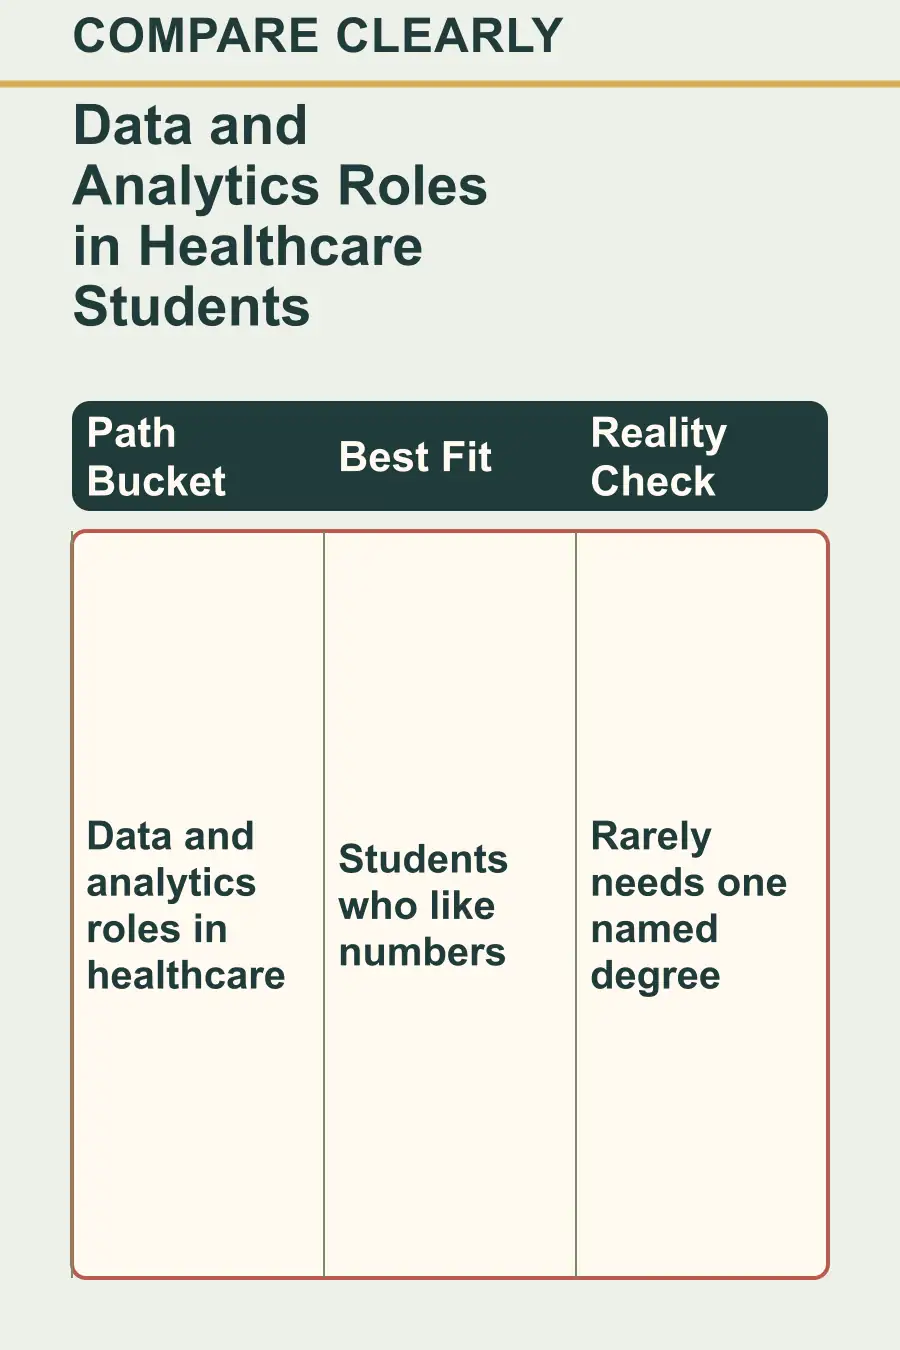 COMPARE CLEARLY
Data and
Analytics Roles
in Healthcare
Students
Path
Bucket
Best Fit
Reality
Check
Data and
analytics
roles in
healthcare
Students
who like
numbers
Rarely
needs one
named
degree